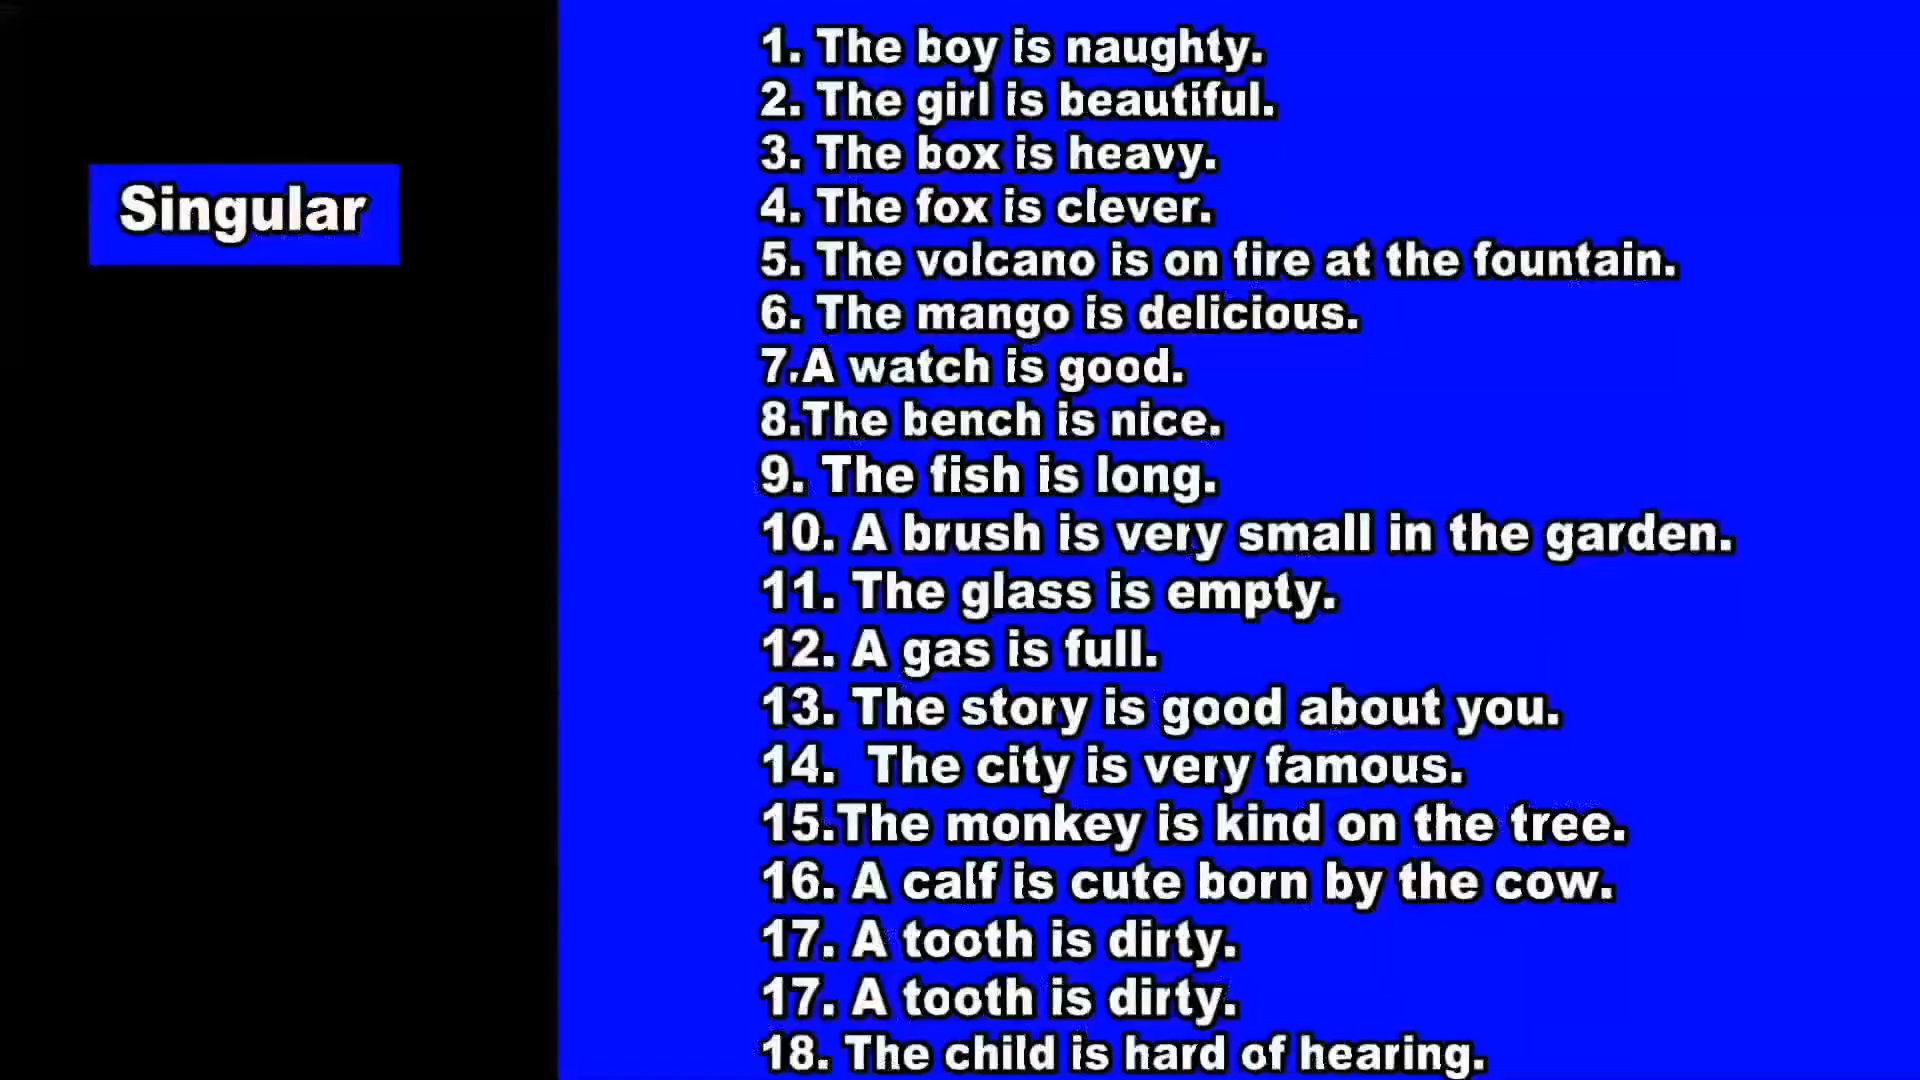 Singular
1. The boy is naughty.
2. The girl is beautiful.
3. The box is heavy.
4. The fox is clever.
5. The volcano is on fire at the fountain.
6. The mango is delicious.
7.A watch is good.
8.The bench is nice.
9. The fish is long.
10. A brush is very small in the garden.
11. The glass is empty.
12. A gas is full.
13. The story is good about you.
14. The city is very famous.
15.The monkey is kind on the tree.
16. A calf is cute born by the cow.
17. A tooth is dirty.
17. A tooth is dirty.
18. The child is hard of hearing.